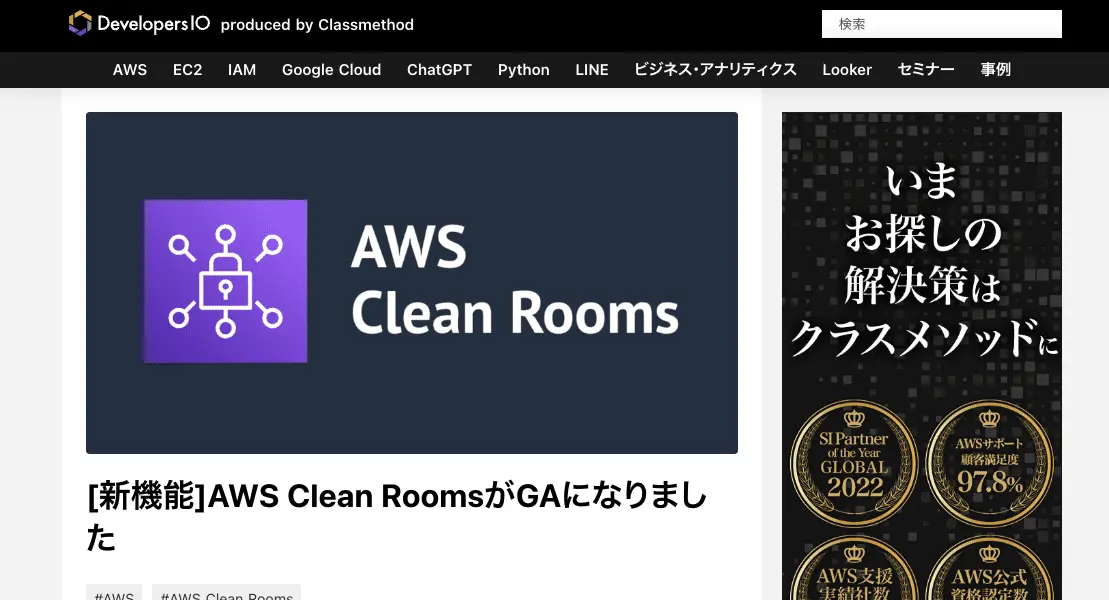 DevelopersIO produced by Classmethod
検索
AWS EC2 IAM Google Cloud ChatGPT Python LINE ビジネス・アナリティクス Looker セミナー 事例
AWS
Clean Rooms
[新機能]AWS Clean RoomsがGAになりまし
た
#AWS #AWS Clean Rooms
いま
お探しの
解決策は
クラスメソッドに
SI Partner
of the Year
GLOBAL
2022
AWSサポート
顧客満足度
97.8%
AWS支援
実績社数
AWS公式
資格認定数